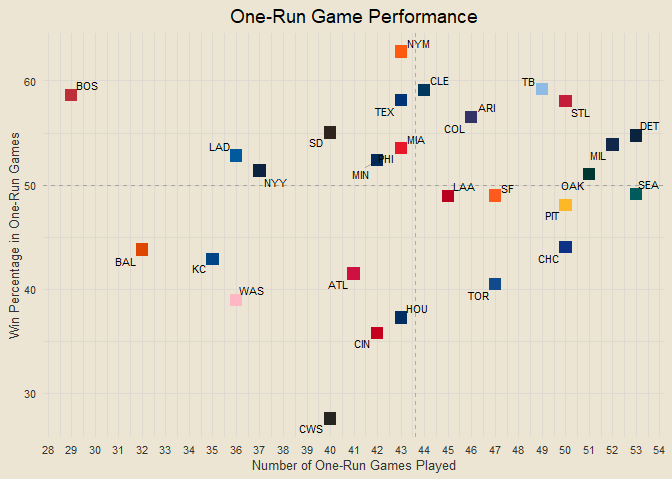 One-Run Game Performance
Win Percentage in One-Run Games
60
50
40
30
NYM
BOS
CLE
TB
TEX
ARI
STL
COL
SD
DET
MIA
LAD
PHI
MIL
MIN
NYY
LAA
SF
OAK
SEA
PIT
BAL
KC
CHC
WAS
ATL
TOR
HOU
CIN
CWS
28 29 30 31 32 33 34 35 36 37 38 39 40 41 42 43 44 45 46 47 48 49 50 51 52 53 54
Number of One-Run Games Played